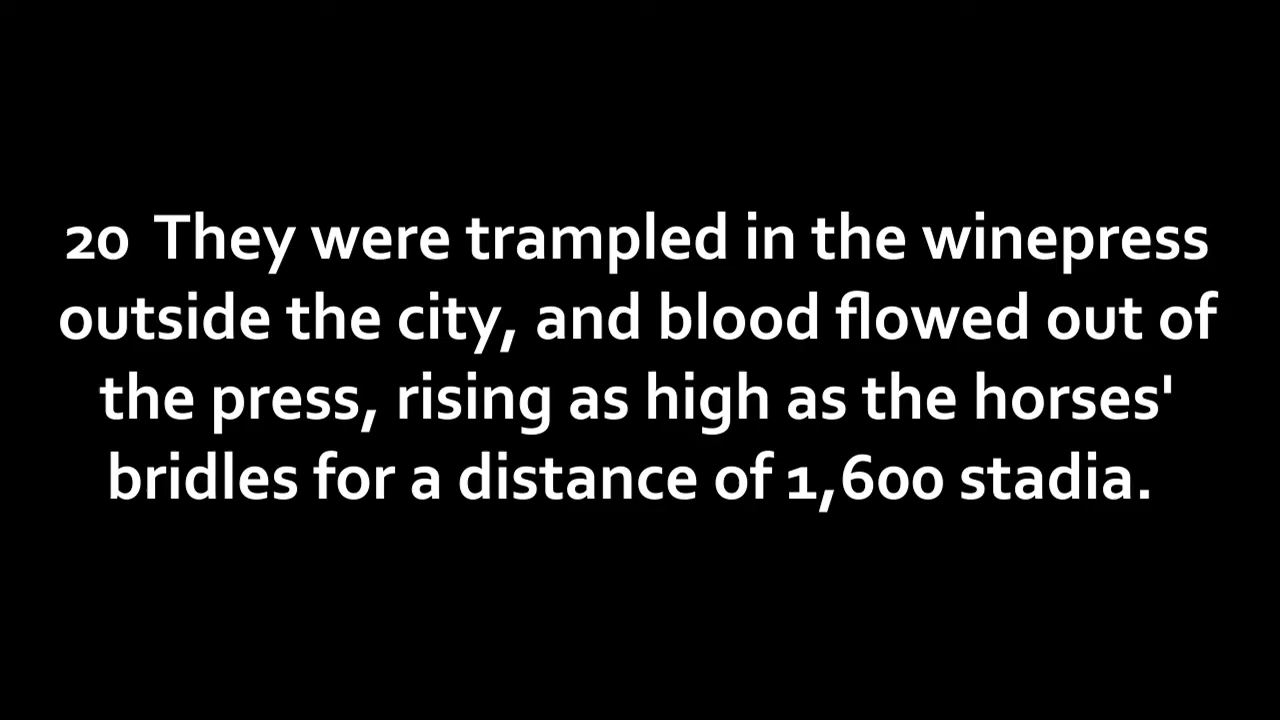 20 They were trampled in the winepress
outside the city, and blood flowed out of
the press, rising as high as the horses'
bridles for a distance of 1,600 stadia.